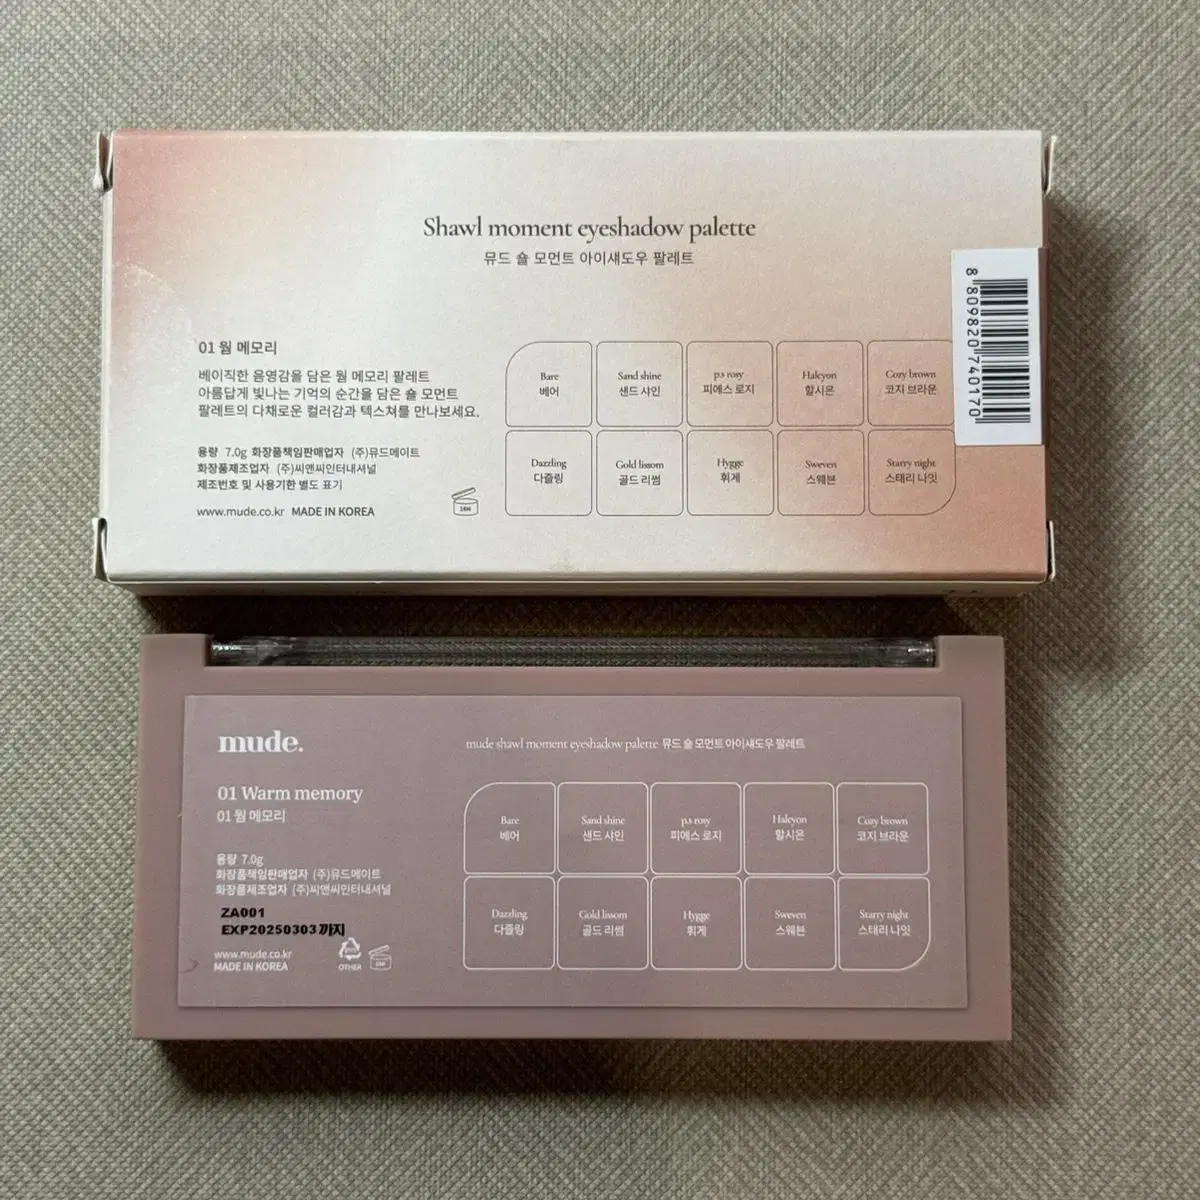 Shawl moment eyeshadow palette
뮤드 숄 모먼트 아이섀도우 팔레트
01 웜 메모리
베이직한 음영감을 담은 웜 메모리 팔레트
아름답게 빛나는 기억의 순간을 담은 숄 모먼트
팔레트의 다채로운 컬러감과 텍스쳐를 만나보세요.
용량 7.0g 화장품책임판매업자 (주)뮤드메이트
화장품제조업자 (주)씨앤씨인터내셔널
제조번호 및 사용기한 별도 표기
www.mude.co.kr MADE IN KOREA
18M
Bare
베어
Sand shine
샌드 샤인
p.s rosy
피에스 로지
Halcyon
할시온
Cozy brown
코지 브라운
Dazzling
다즐링
Gold lissom
골드 리썸
Hygge
휘게
Sweven
스웨븐
Starry night
스태리 나잇
8 809820 740170
mude.
mude shawl moment eyeshadow palette 뮤드 숄 모먼트 아이섀도우 팔레트
01 Warm memory
01 웜 메모리
용량 7.0g
화장품책임판매업자 (주)뮤드메이트
화장품제조업자 (주)씨앤씨인터내셔널
ZA001
EXP20250303까지
www.mude.co.kr
MADE IN KOREA
OTHER
Bare
베어
Sand shine
샌드 샤인
p.s rosy
피에스 로지
Halcyon
할시온
Cozy brown
코지 브라운
Dazzling
다즐링
Gold lissom
골드 리썸
Hygge
휘게
Sweven
스웨븐
Starry night
스태리 나잇